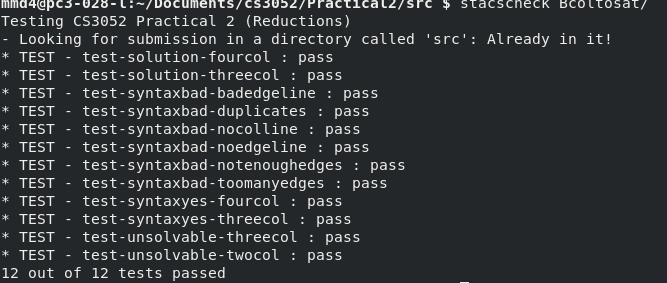 mmd4@pc3-028-l:~/Documents/cs3052/Practical2/src $ stacscheck Bcoltosat/
Testing CS3052 Practical 2 (Reductions)
- Looking for submission in a directory called 'src': Already in it!
* TEST - test-solution-fourcol : pass
* TEST - test-solution-threecol : pass
* TEST - test-syntaxbad-badedgeline : pass
* TEST - test-syntaxbad-duplicates : pass
* TEST - test-syntaxbad-nocolline : pass
* TEST - test-syntaxbad-noedgeline : pass
* TEST - test-syntaxbad-notenoughedges : pass
* TEST - test-syntaxbad-toomanyedges : pass
* TEST - test-syntaxyes-fourcol : pass
* TEST - test-syntaxyes-threecol : pass
* TEST - test-unsolvable-threecol : pass
* TEST - test-unsolvable-twocol : pass
12 out of 12 tests passed